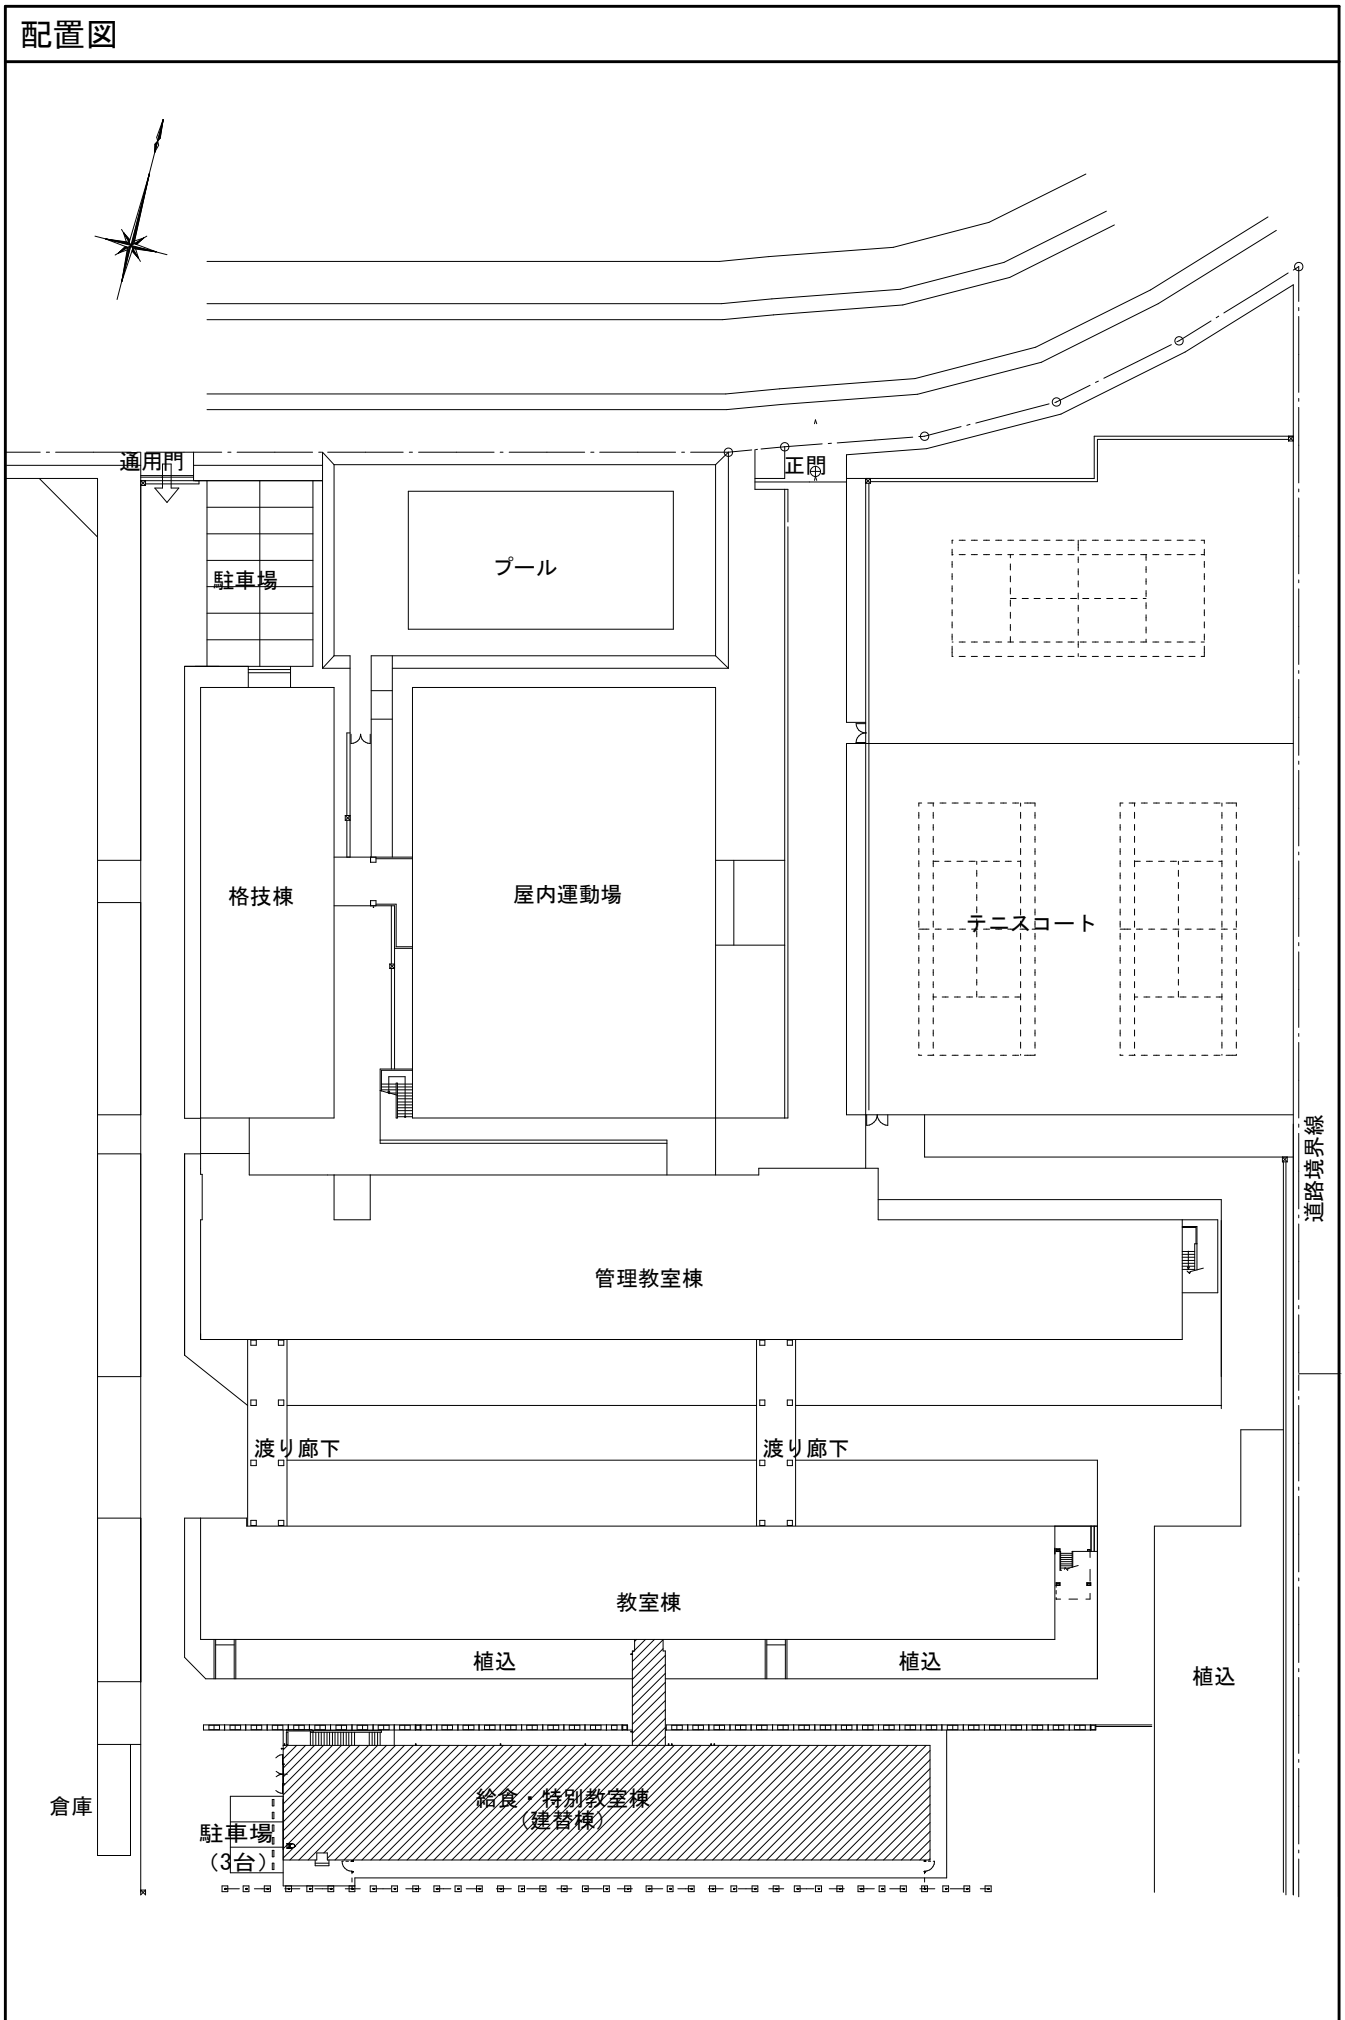 配置図
通用門
正門
プール
駐車場
格技棟
屋内運動場
テニスコート
道路境界線
管理教室棟
渡り廊下
渡り廊下
教室棟
植込
植込
植込
給食・特別教室棟
(建替棟)
倉庫
駐車場
(3台)